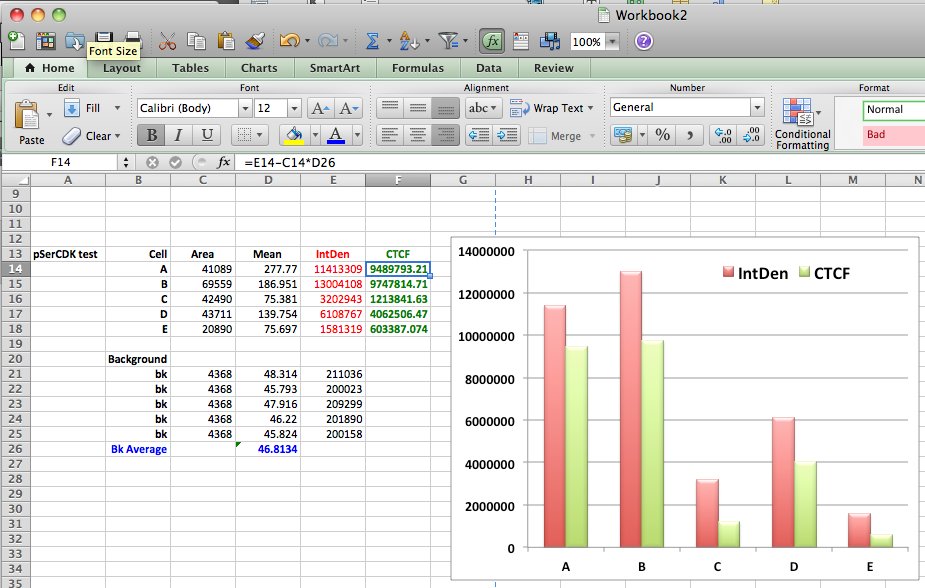 Workbook2
100%
Font Size
Home Layout Tables Charts SmartArt Formulas Data Review
Edit Font Alignment Number Format
Paste Fill Clear
Calibri (Body) 12 A A
B I U A
abc Wrap Text
Merge
General
% ,
.0 .00
.00 .0
Conditional
Formatting
Normal
Bad
F14 fx =E14-C14*D26
A B C D E F G H I J K L M N
9
10
11
12
13 pSerCDK test Cell Area Mean IntDen CTCF
14 A 41089 277.77 11413309 9489793.21
15 B 69559 186.951 13004108 9747814.71
16 C 42490 75.381 3202943 1213841.63
17 D 43711 139.754 6108767 4062506.47
18 E 20890 75.697 1581319 603387.074
19
20 Background
21 bk 4368 48.314 211036
22 bk 4368 45.793 200023
23 bk 4368 47.916 209299
24 bk 4368 46.22 201890
25 bk 4368 45.824 200158
26 Bk Average 46.8134
27
28
29
30
31
32
33
34
35
14000000
12000000
10000000
8000000
6000000
4000000
2000000
0
IntDen CTCF
A B C D E